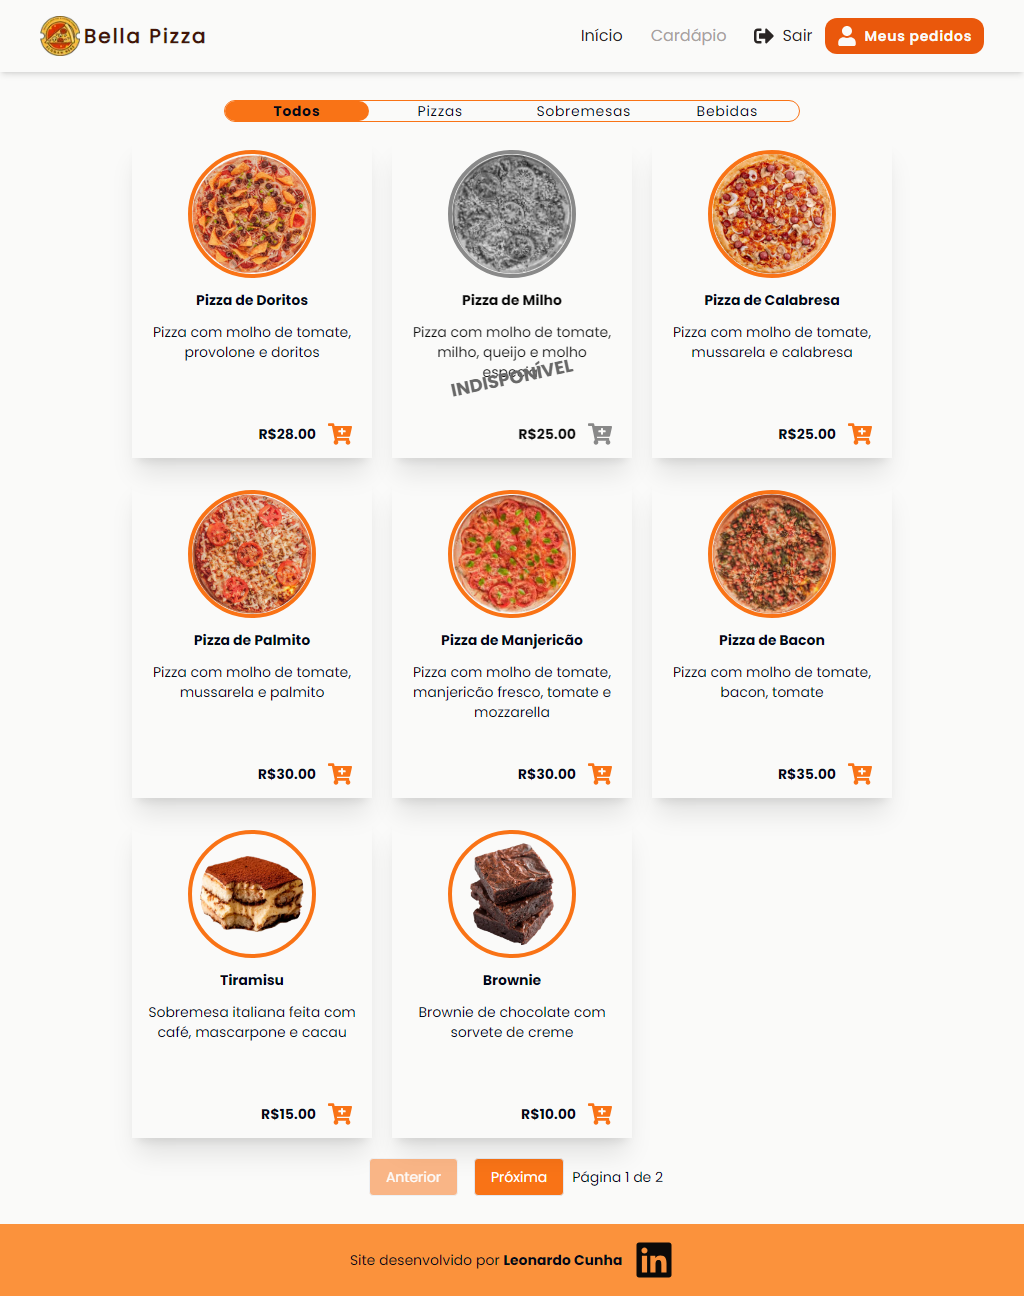 Bella Pizza
Início
Cardápio
Sair
Meus pedidos
Todos
Pizzas
Sobremesas
Bebidas
Pizza de Doritos
Pizza com molho de tomate,
provolone e doritos
R$28.00
Pizza de Milho
Pizza com molho de tomate,
milho, queijo e molho
especial
INDISPONÍVEL
R$25.00
Pizza de Calabresa
Pizza com molho de tomate,
mussarela e calabresa
R$25.00
Pizza de Palmito
Pizza com molho de tomate,
mussarela e palmito
R$30.00
Pizza de Manjericão
Pizza com molho de tomate,
manjericão fresco, tomate e
mozzarella
R$30.00
Pizza de Bacon
Pizza com molho de tomate,
bacon, tomate
R$35.00
Tiramisu
Sobremesa italiana feita com
café, mascarpone e cacau
R$15.00
Brownie
Brownie de chocolate com
sorvete de creme
R$10.00
Anterior
Próxima
Página 1 de 2
Site desenvolvido por Leonardo Cunha
in